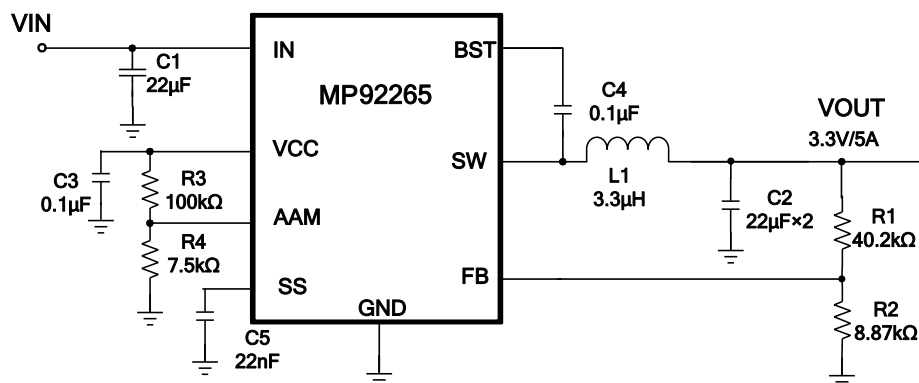 VIN
C1
22µF
IN
BST
MP92265
C4
0.1µF
VOUT
3.3V/5A
VCC
SW
C3
0.1µF
R3
100kΩ
L1
3.3µH
C2
22µF×2
R1
40.2kΩ
AAM
R4
7.5kΩ
SS
FB
GND
C5
22nF
R2
8.87kΩ